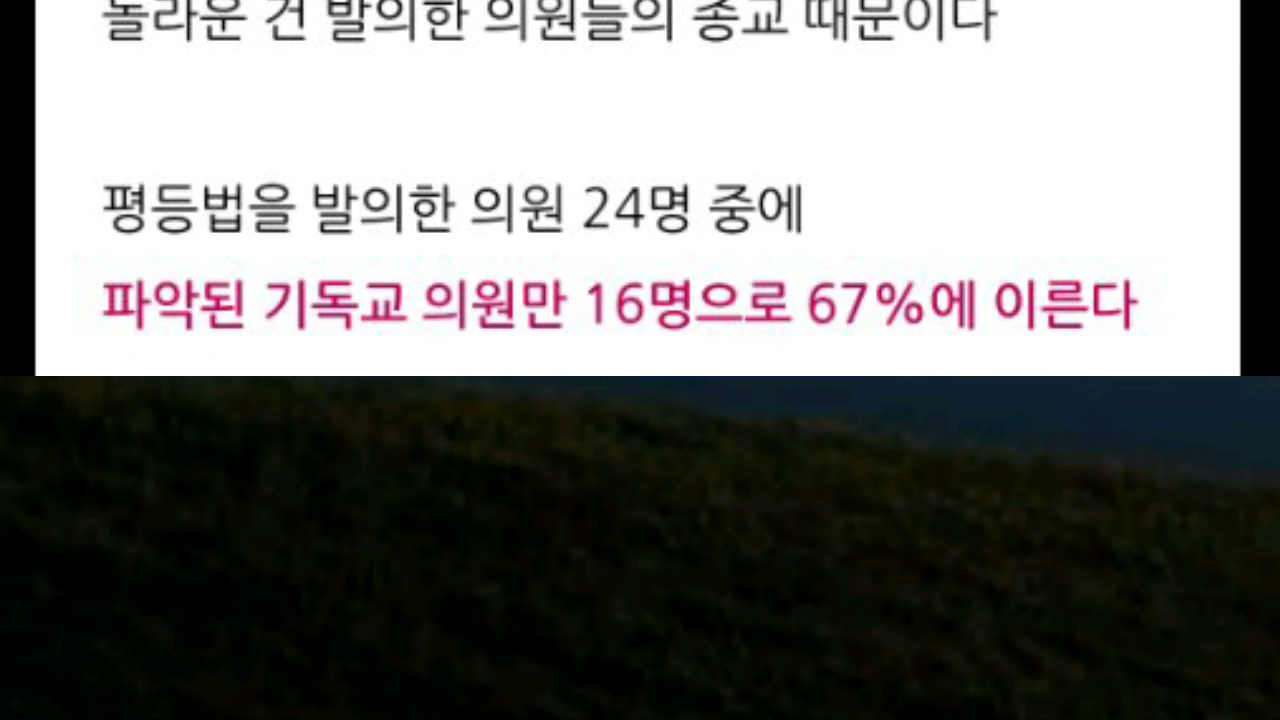 놀라운 건 발의한 의원들의 종교 때문이다
평등법을 발의한 의원 24명 중에
파악된 기독교 의원만 16명으로 67%에 이른다